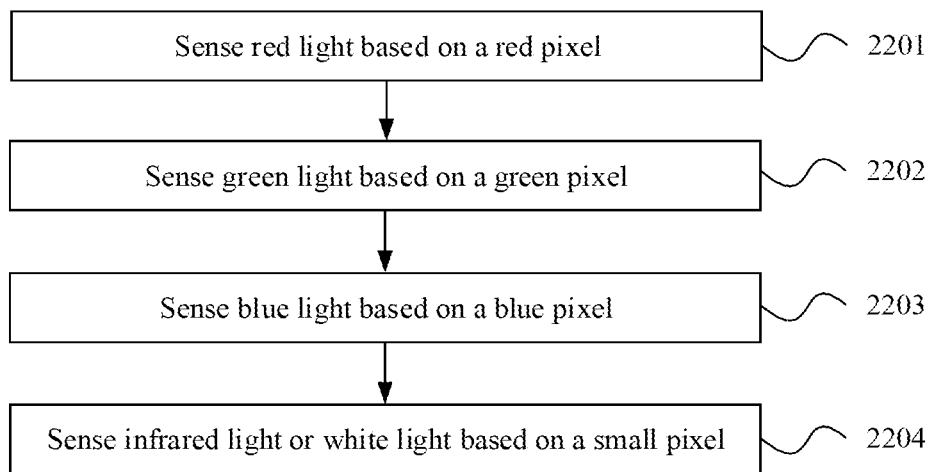 Sense red light based on a red pixel 2201
Sense green light based on a green pixel 2202
Sense blue light based on a blue pixel 2203
Sense infrared light or white light based on a small pixel 2204